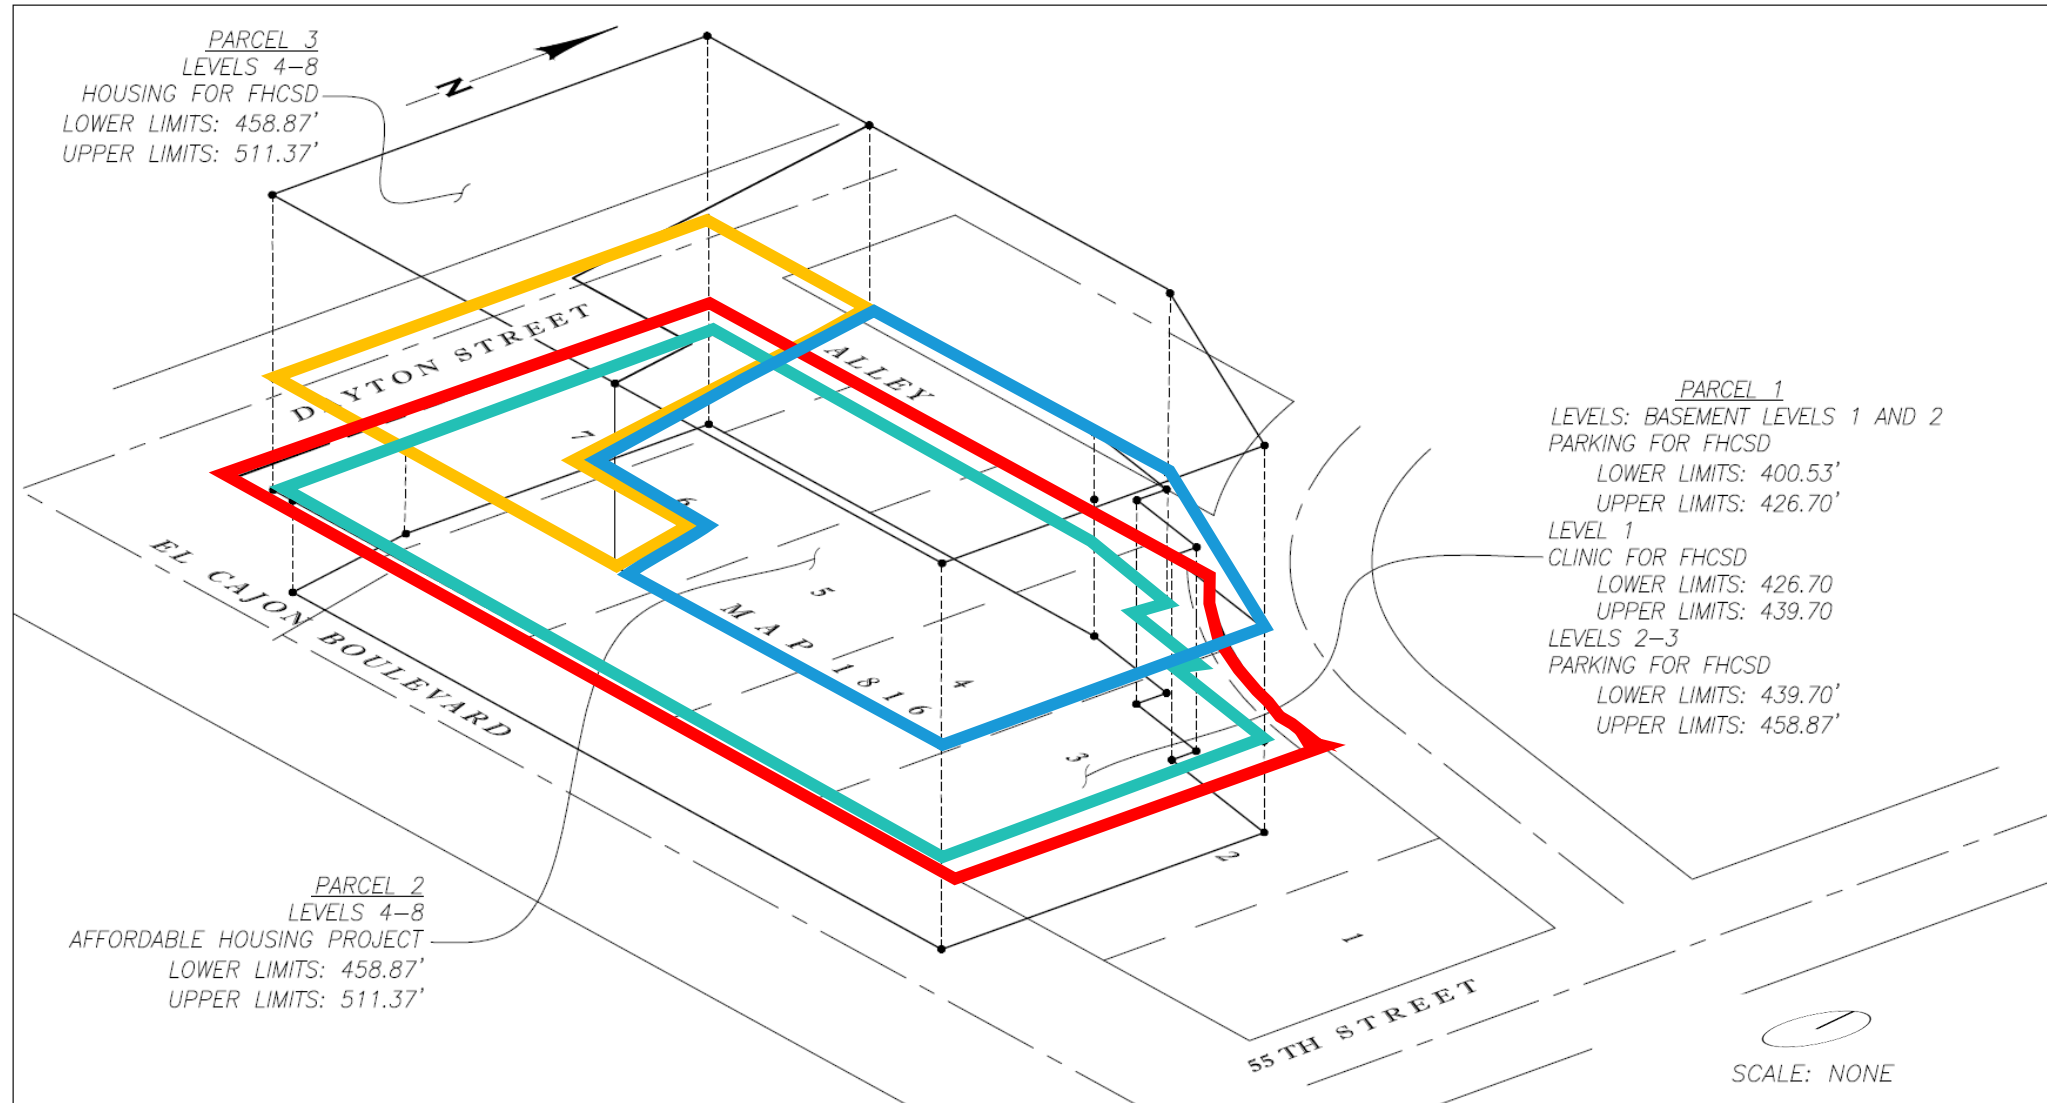 PARCEL 3
LEVELS 4-8
HOUSING FOR FHCSD
LOWER LIMITS: 458.87'
UPPER LIMITS: 511.37'
N
DAYTON STREET
ALLEY
7
6
5
4
3
2
1
MAP 1816
EL CAJON BOULEVARD
55TH STREET
PARCEL 1
LEVELS: BASEMENT LEVELS 1 AND 2
PARKING FOR FHCSD
LOWER LIMITS: 400.53'
UPPER LIMITS: 426.70'
LEVEL 1
CLINIC FOR FHCSD
LOWER LIMITS: 426.70
UPPER LIMITS: 439.70
LEVELS 2-3
PARKING FOR FHCSD
LOWER LIMITS: 439.70'
UPPER LIMITS: 458.87'
PARCEL 2
LEVELS 4-8
AFFORDABLE HOUSING PROJECT
LOWER LIMITS: 458.87'
UPPER LIMITS: 511.37'
SCALE: NONE